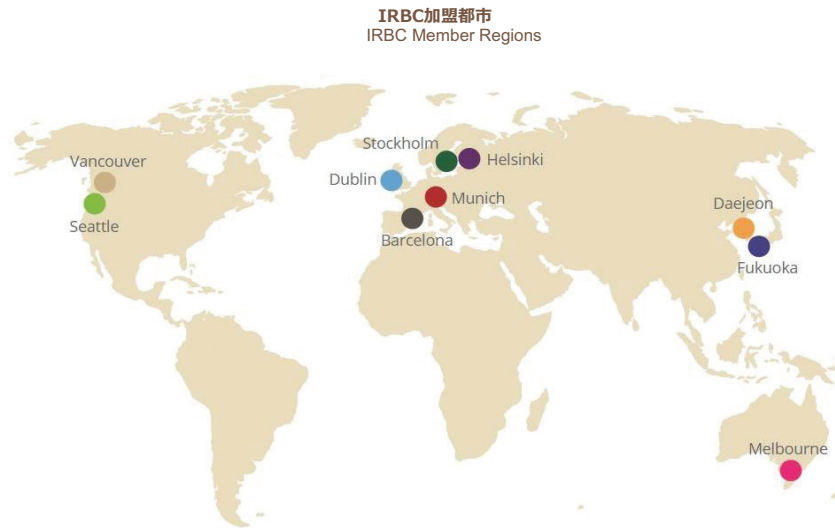 IRBC加盟都市
IRBC Member Regions
Stockholm
Vancouver
Helsinki
Dublin
Munich
Daejeon
Seattle
Barcelona
Fukuoka
Melbourne